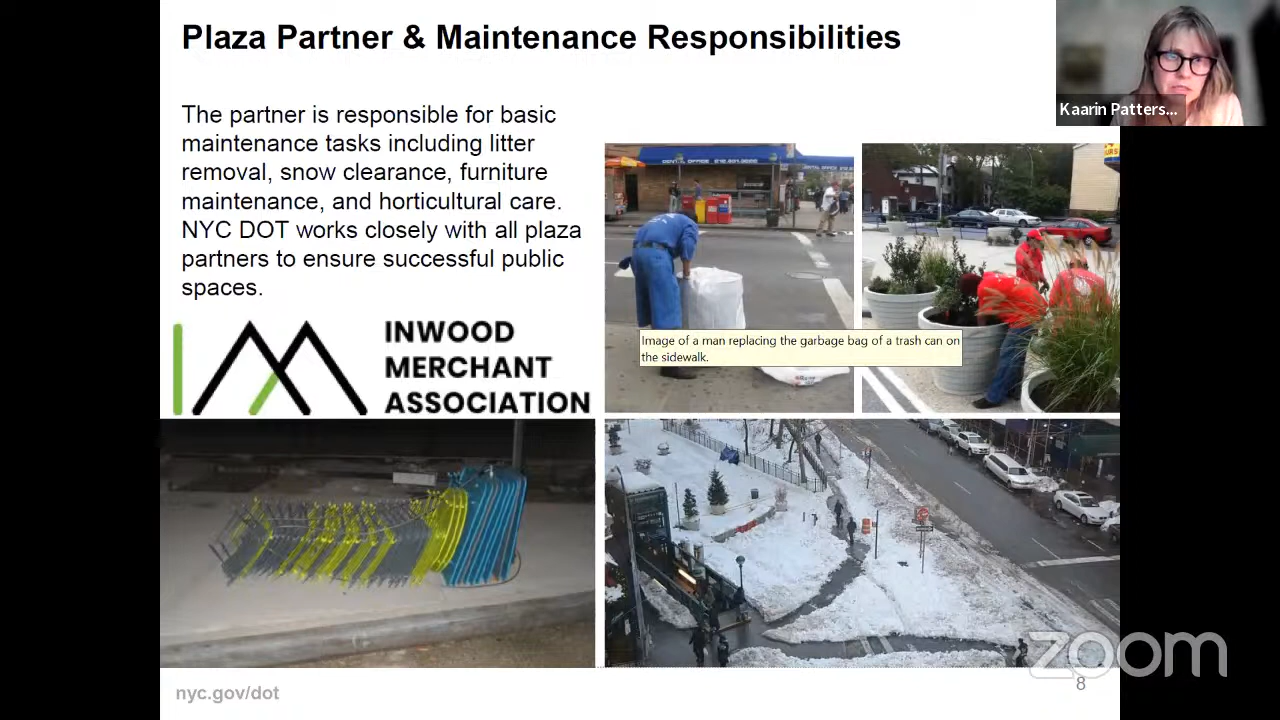 Plaza Partner & Maintenance Responsibilities
Kaarin Patters...
The partner is responsible for basic
maintenance tasks including litter
removal, snow clearance, furniture
maintenance, and horticultural care.
NYC DOT works closely with all plaza
partners to ensure successful public
spaces.
INWOOD
MERCHANT
ASSOCIATION
Image of a man replacing the garbage bag of a trash can on
the sidewalk.
zoom
nyc.gov/dot
8